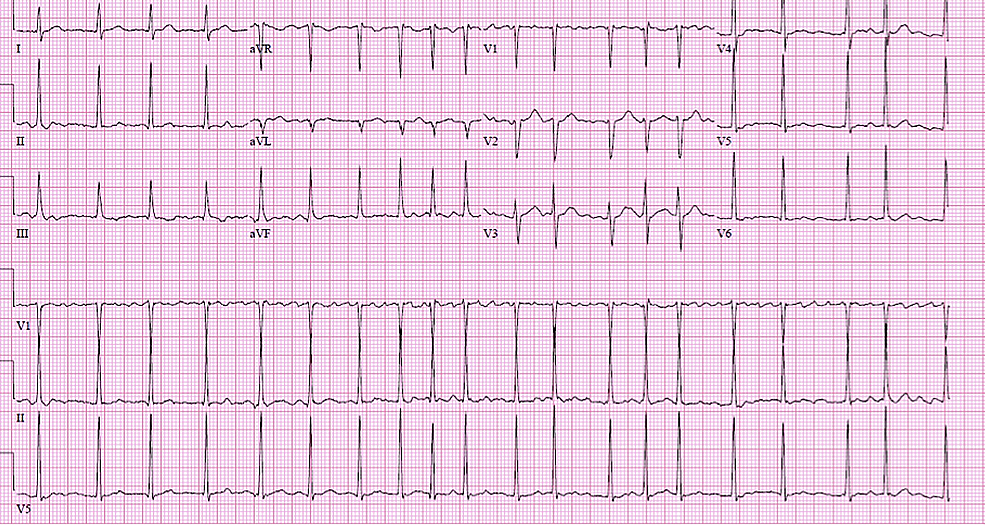 I aVR V1 V4
II aVL V2 V5
III aVF V3 V6
V1
II
V5